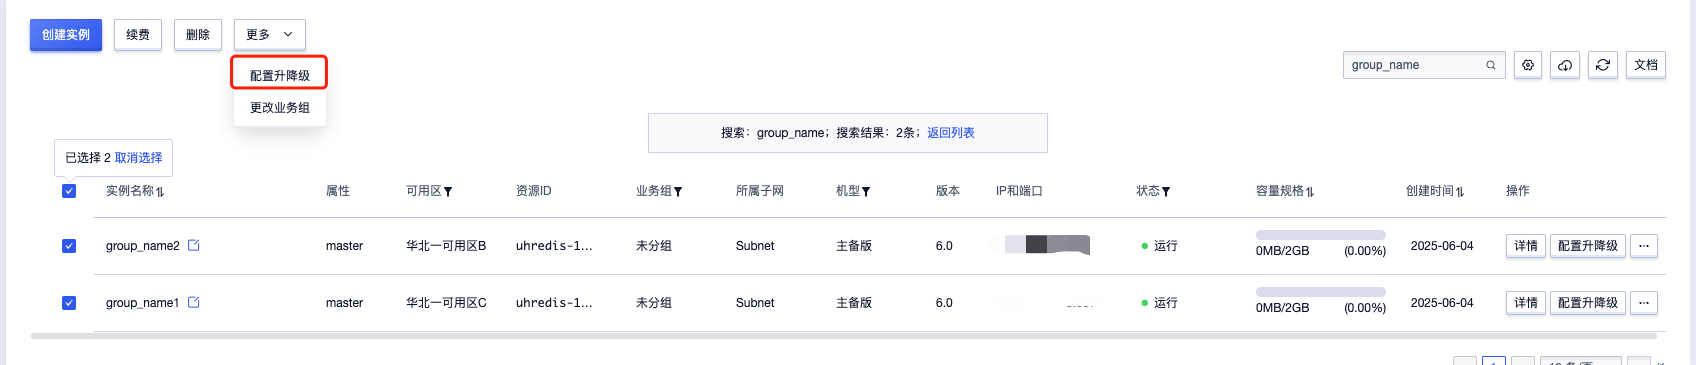 创建实例 续费 删除 更多
配置升降级
更改业务组
group_name 文档
搜索：group_name；搜索结果：2条；返回列表
已选择 2 取消选择
实例名称 属性 可用区 资源ID 业务组 所属子网 机型 版本 IP和端口 状态 容量规格 创建时间 操作
group_name2 master 华北一可用区B uhredis-1... 未分组 Subnet 主备版 6.0 运行 0MB/2GB (0.00%) 2025-06-04 详情 配置升降级 ...
group_name1 master 华北一可用区C uhredis-1... 未分组 Subnet 主备版 6.0 运行 0MB/2GB (0.00%) 2025-06-04 详情 配置升降级 ...